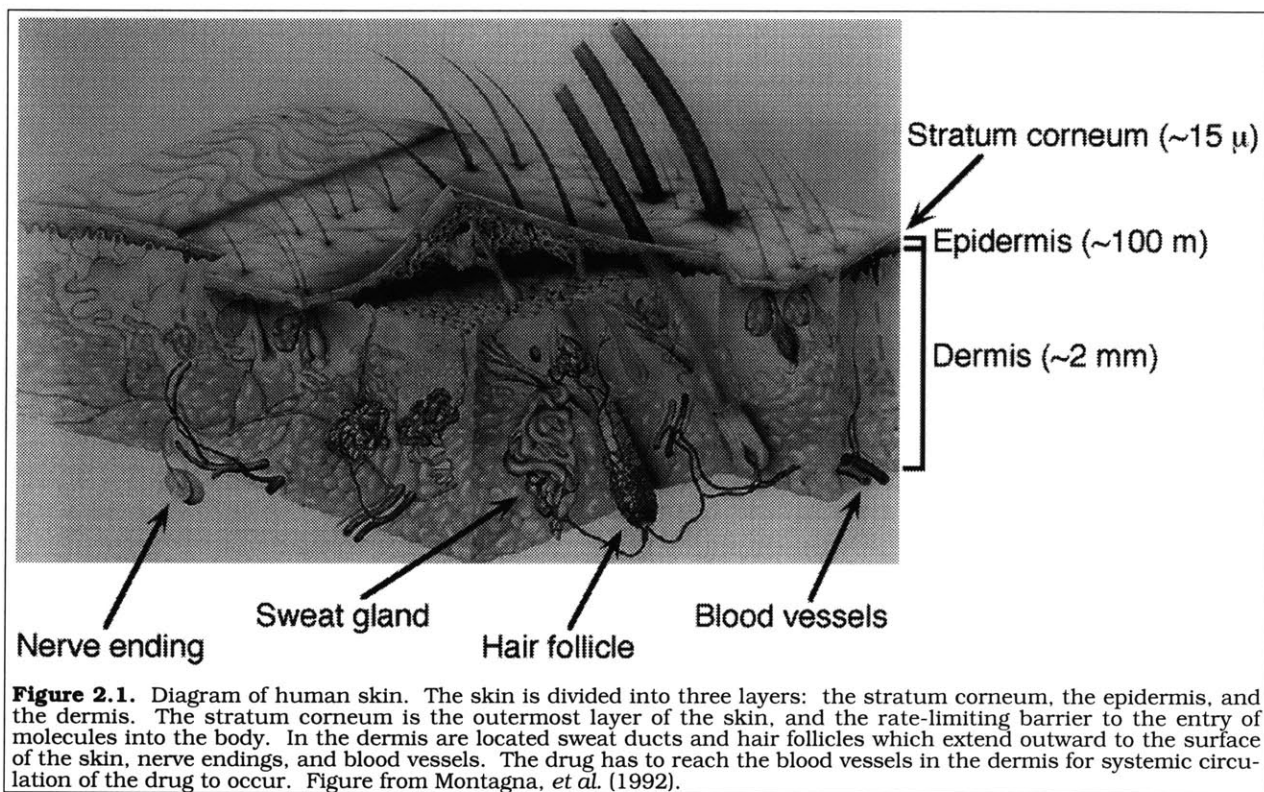 Stratum corneum (~15 µ)
Epidermis (~100 m)
Dermis (~2 mm)
Blood vessels
Sweat gland
Hair follicle
Nerve ending
Figure 2.1. Diagram of human skin. The skin is divided into three layers: the stratum corneum, the epidermis, and
the dermis. The stratum corneum is the outermost layer of the skin, and the rate-limiting barrier to the entry of
molecules into the body. In the dermis are located sweat ducts and hair follicles which extend outward to the surface
of the skin, nerve endings, and blood vessels. The drug has to reach the blood vessels in the dermis for systemic circu-
lation of the drug to occur. Figure from Montagna, et al. (1992).